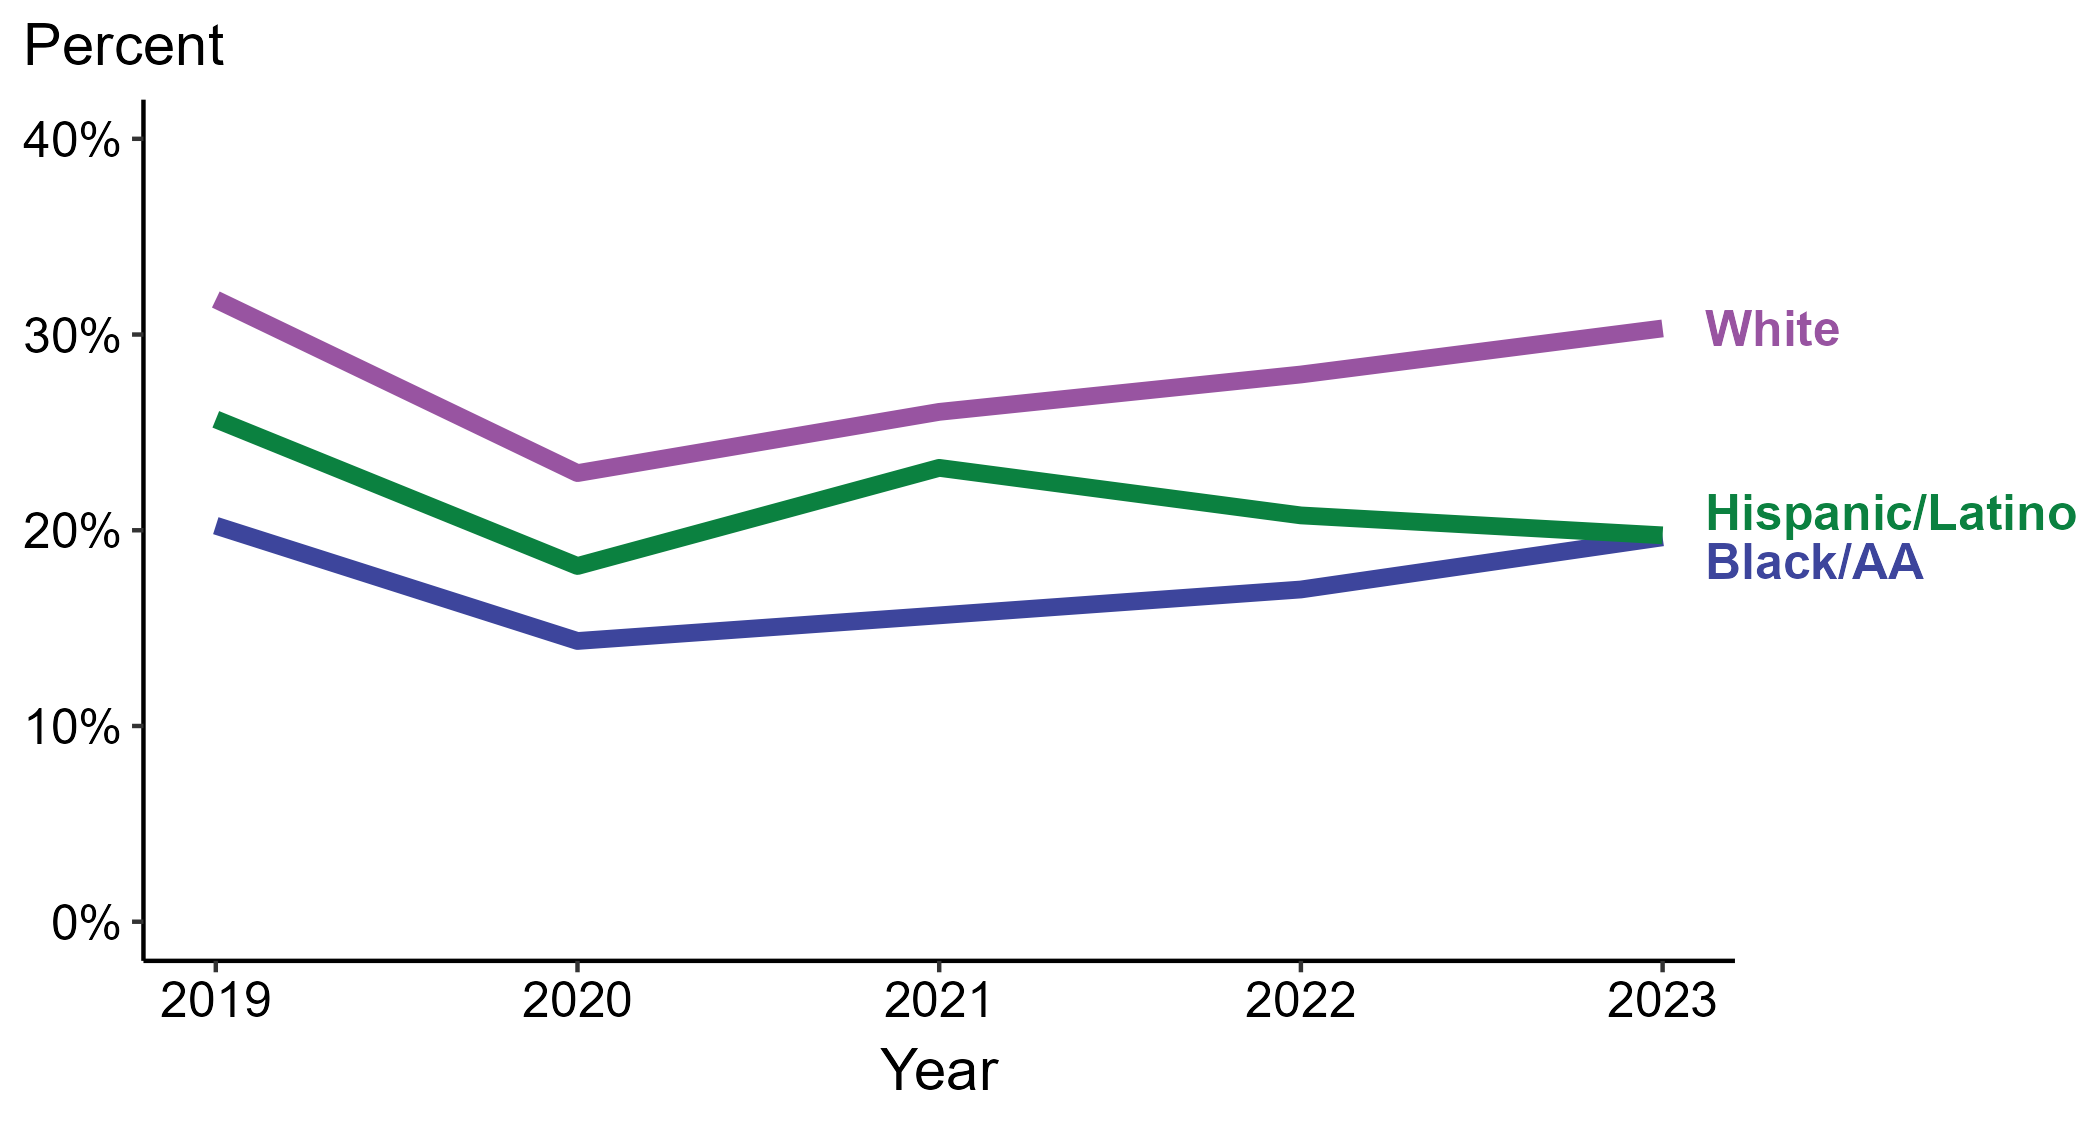 Percent
40%
30%
20%
10%
0%
White
Hispanic/Latino
Black/AA
2019 2020 2021 2022 2023
Year